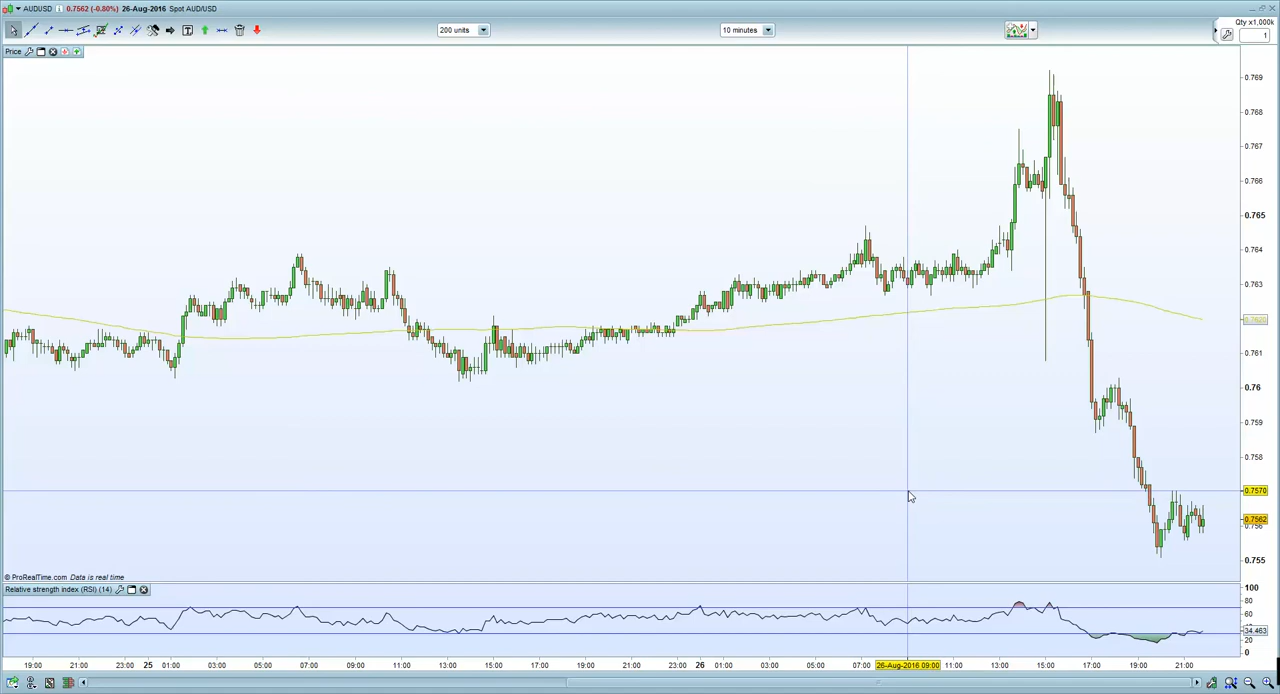 AUDUSD 0.7562 (-0.80%) 26-Aug-2016 Spot AUD/USD
200 units
10 minutes
Qty x1,000k
1
Price
0.769
0.768
0.767
0.766
0.765
0.764
0.763
0.7620
0.761
0.76
0.759
0.758
0.7570
0.7562
0.756
0.755
© ProRealTime.com Data is real time
Relative strength index (RSI) (14)
100
80
60
34.463
20
0
19:00 21:00 23:00 25 01:00 03:00 05:00 07:00 09:00 11:00 13:00 15:00 17:00 19:00 21:00 23:00 26 01:00 03:00 05:00 07:00 26-Aug-2016 09:00 11:00 13:00 15:00 17:00 19:00 21:00